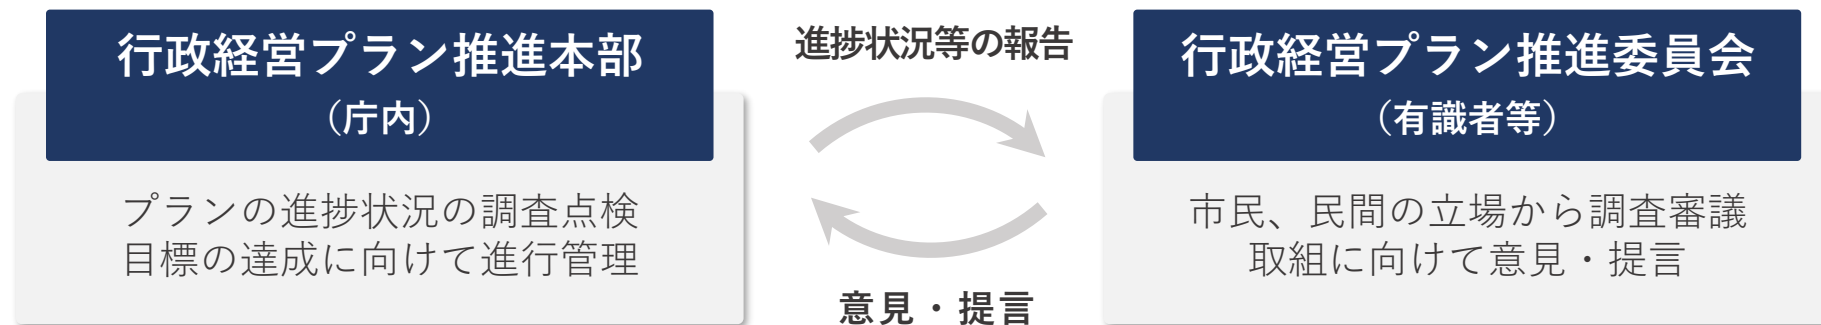 行政経営プラン推進本部
（庁内）
プランの進捗状況の調査点検
目標の達成に向けて進行管理
進捗状況等の報告
意見・提言
行政経営プラン推進委員会
（有識者等）
市民、民間の立場から調査審議
取組に向けて意見・提言